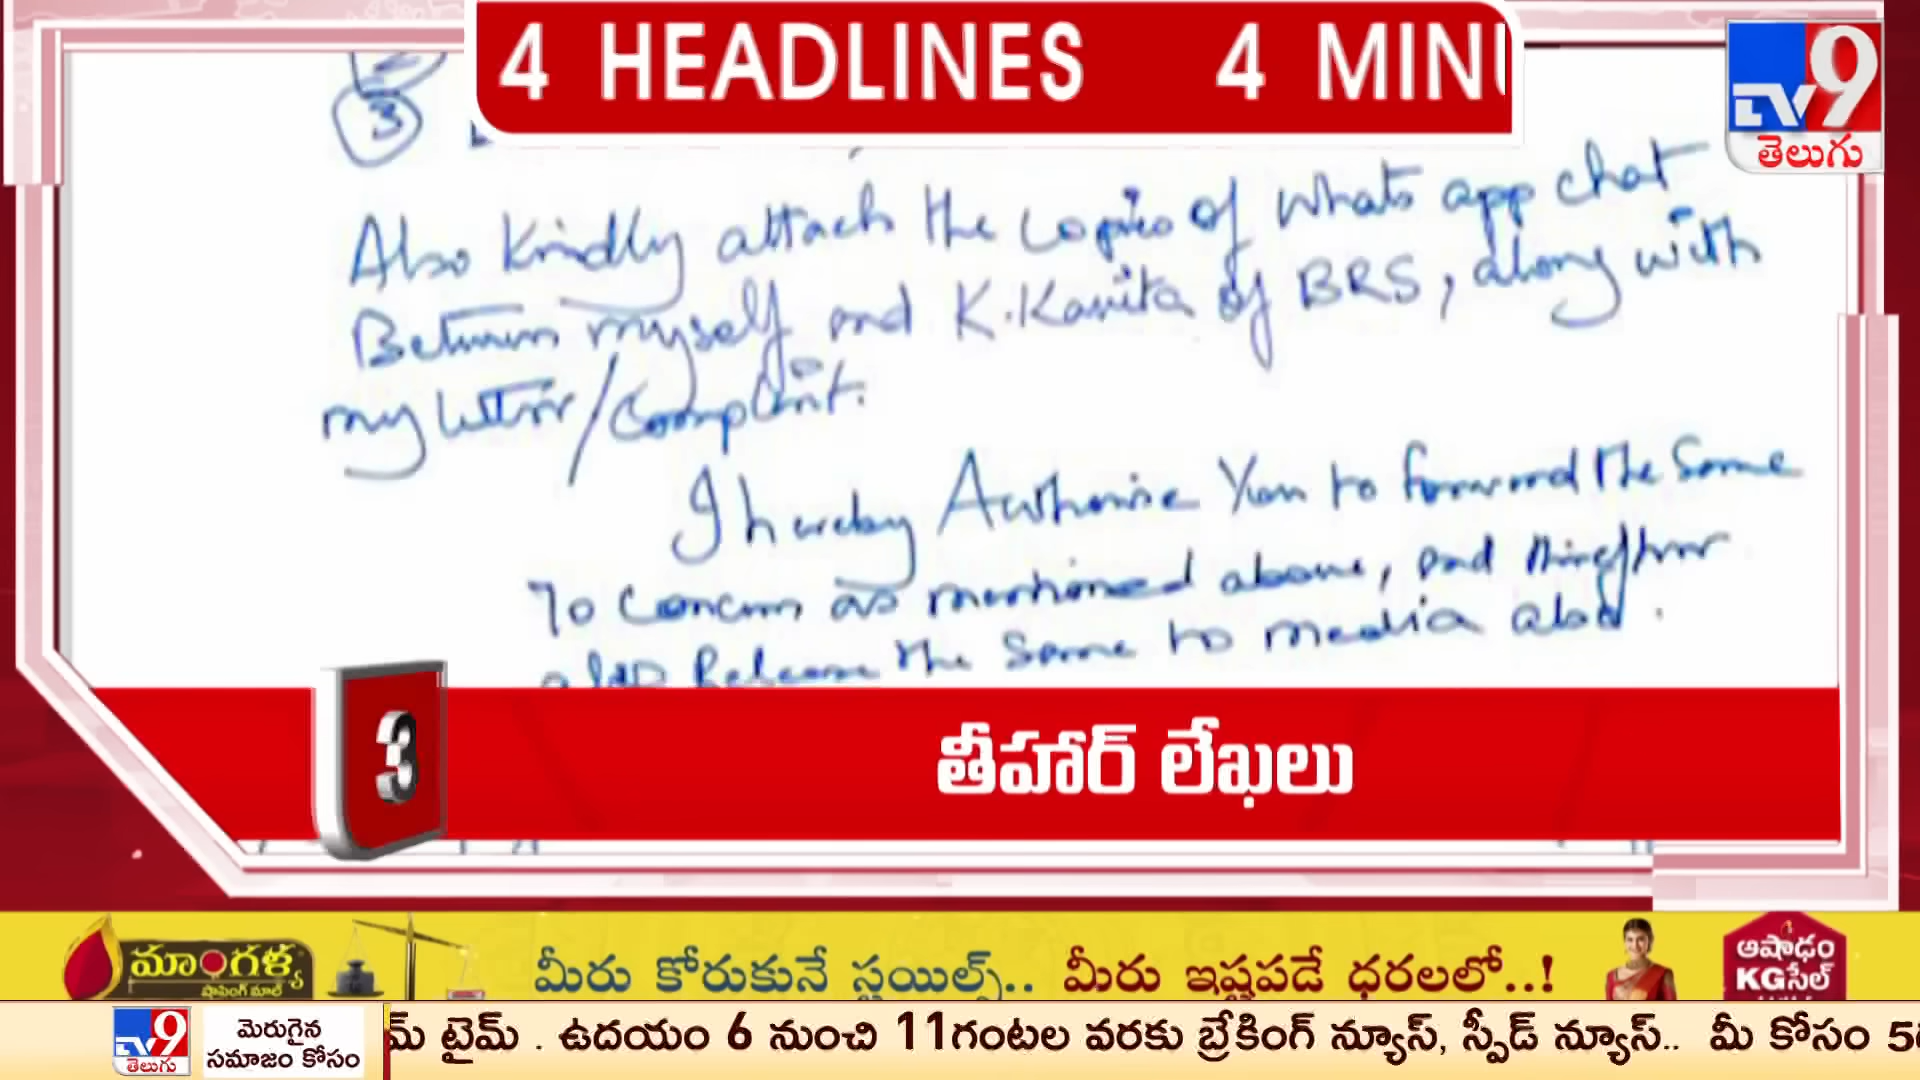 4 HEADLINES 4 MINU
TV9
తెలుగు
3
Also kindly attach the copies of Whats app chat
Between myself and K.Kavita of BRS, along with
my letter/complaint.
I hereby Authorise You to forward the same
To concern as mentioned above, and thereafter
also Release the same to media also.
3
తీహార్ లేఖలు
మాంగళ్య
షాపింగ్ మాల్
మీరు కోరుకునే స్టయిల్స్.. మీరు ఇష్టపడే ధరలలో..!
ఆషాఢం
KGసేల్
TV9
తెలుగు
మెరుగైన
సమాజం కోసం
మ్ టైమ్ . ఉదయం 6 నుంచి 11గంటల వరకు బ్రేకింగ్ న్యూస్, స్పీడ్ న్యూస్.. మీ కోసం